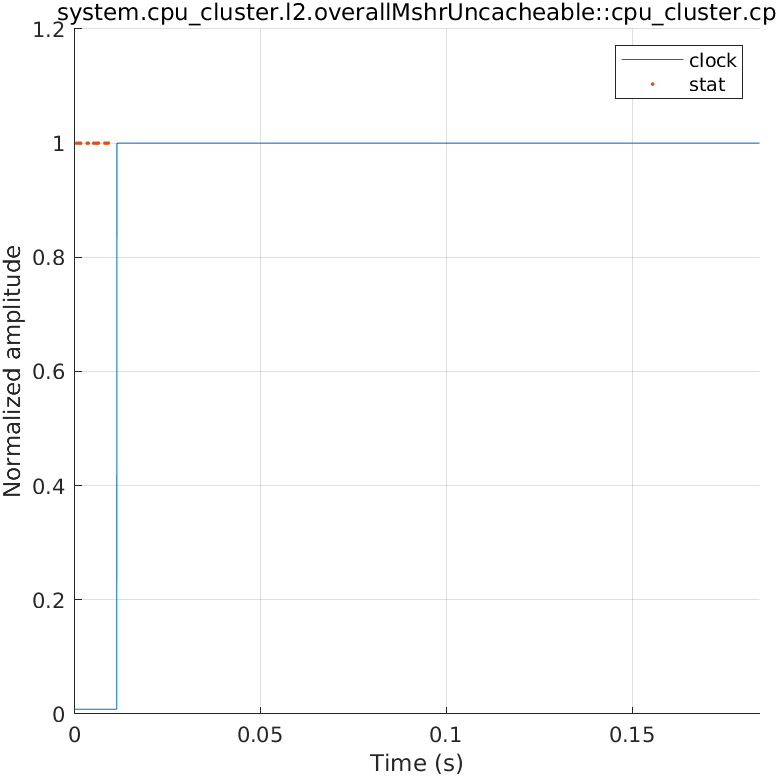 system.cpu_cluster.l2.overallMshrUncacheable::cpu_cluster.cp
1.2
1
0.8
0.6
0.4
0.2
0
Normalized amplitude
clock
stat
0
0.05
0.1
0.15
Time (s)